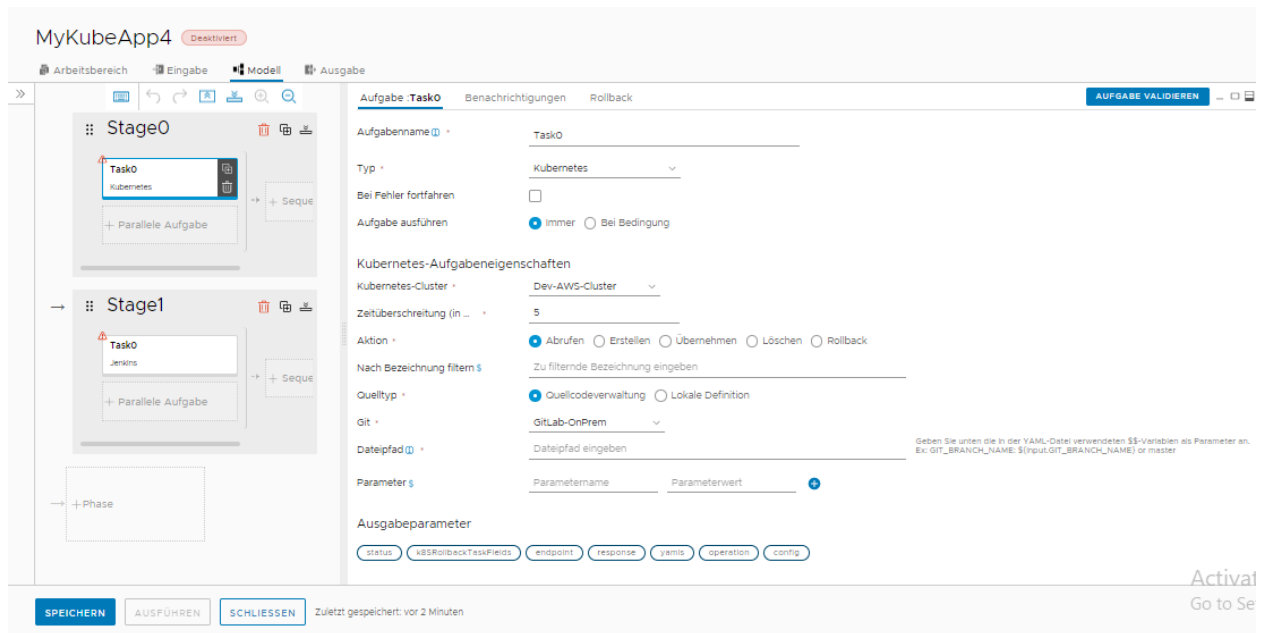 MyKubeApp4 Deaktiviert
Arbeitsbereich Eingabe Modell Ausgabe
Stage0
Task0
Kubernetes
+ Parallele Aufgabe
+ Seque
Stage1
Task0
Jenkins
+ Parallele Aufgabe
+ Seque
+ Phase
Aufgabe :Task0 Benachrichtigungen Rollback AUFGABE VALIDIEREN
Aufgabenname * Task0
Typ * Kubernetes
Bei Fehler fortfahren
Aufgabe ausführen Immer Bei Bedingung
Kubernetes-Aufgabeneigenschaften
Kubernetes-Cluster * Dev-AWS-Cluster
Zeitüberschreitung (in ... * 5
Aktion * Abrufen Erstellen Übernehmen Löschen Rollback
Nach Bezeichnung filtern $ Zu filternde Bezeichnung eingeben
Quelltyp * Quellcodeverwaltung Lokale Definition
Git * GitLab-OnPrem
Dateipfad * Dateipfad eingeben
Geben Sie unten die in der YAML-Datei verwendeten $$-Variablen als Parameter an.
Ex: GIT_BRANCH_NAME: ${input.GIT_BRANCH_NAME} or master
Parameter $ Parametername Parameterwert
Ausgabeparameter
status k8SRollbackTaskFields endpoint response yamls operation config
SPEICHERN AUSFÜHREN SCHLIESSEN Zuletzt gespeichert: vor 2 Minuten
Activat
Go to Se